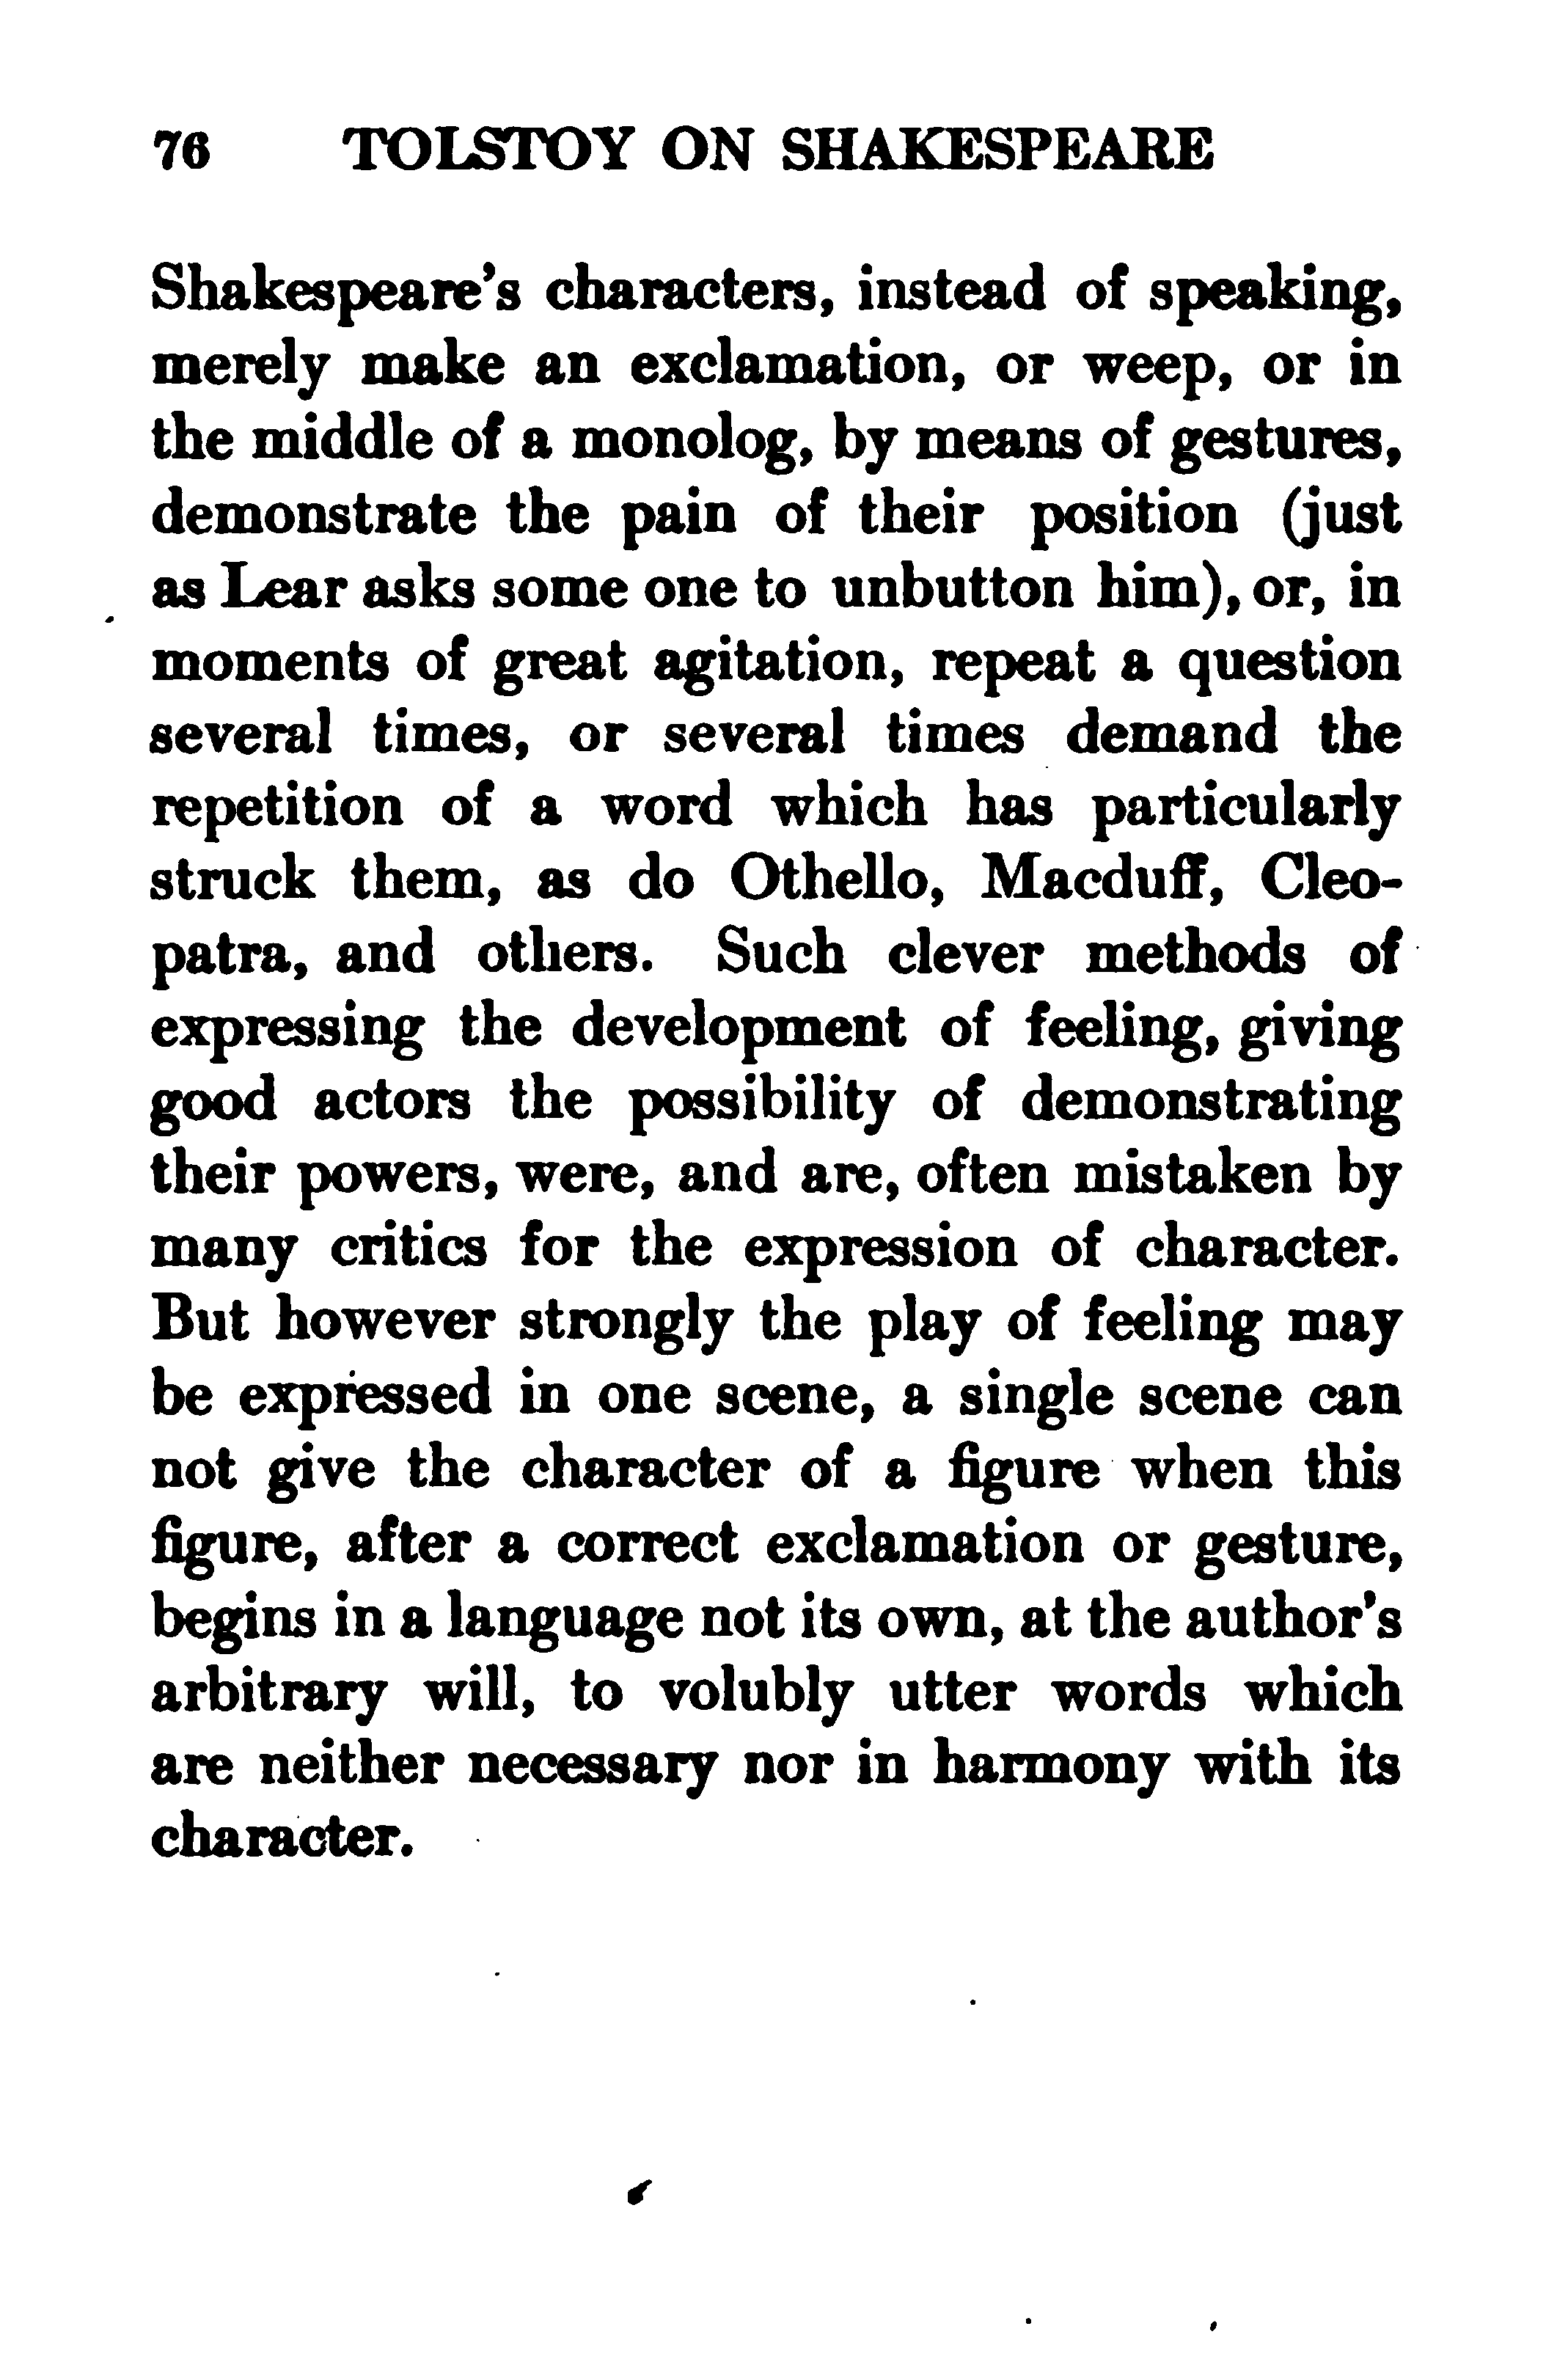 76 TOLSTOY ON SHAKESPEARE
Shakespeare's characters, instead of speaking,
merely make an exclamation, or weep, or in
the middle of a monolog, by means of gestures,
demonstrate the pain of their position (just
as Lear asks some one to unbutton him), or, in
moments of great agitation, repeat a question
several times, or several times demand the
repetition of a word which has particularly
struck them, as do Othello, Macduff, Cleo-
patra, and others. Such clever methods of
expressing the development of feeling, giving
good actors the possibility of demonstrating
their powers, were, and are, often mistaken by
many critics for the expression of character.
But however strongly the play of feeling may
be expressed in one scene, a single scene can
not give the character of a figure when this
figure, after a correct exclamation or gesture,
begins in a language not its own, at the author's
arbitrary will, to volubly utter words which
are neither necessary nor in harmony with its
character.